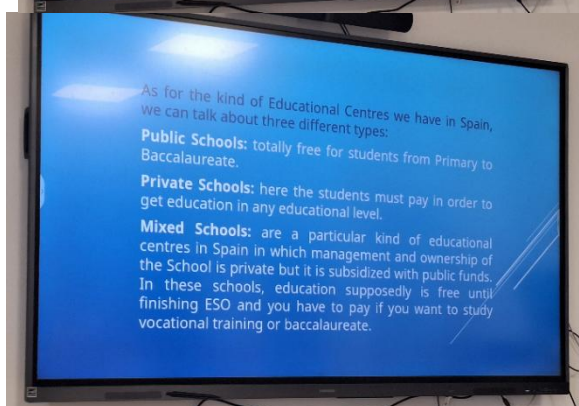 As for the kind of Educational Centres we have in Spain,
we can talk about three different types:
Public Schools: totally free for students from Primary to
Baccalaureate.
Private Schools: here the students must pay in order to
get education in any educational level.
Mixed Schools: are a particular kind of educational
centres in Spain in which management and ownership of
the School is private but it is subsidized with public funds.
In these schools, education supposedly is free until
finishing ESO and you have to pay if you want to study
vocational training or baccalaureate.